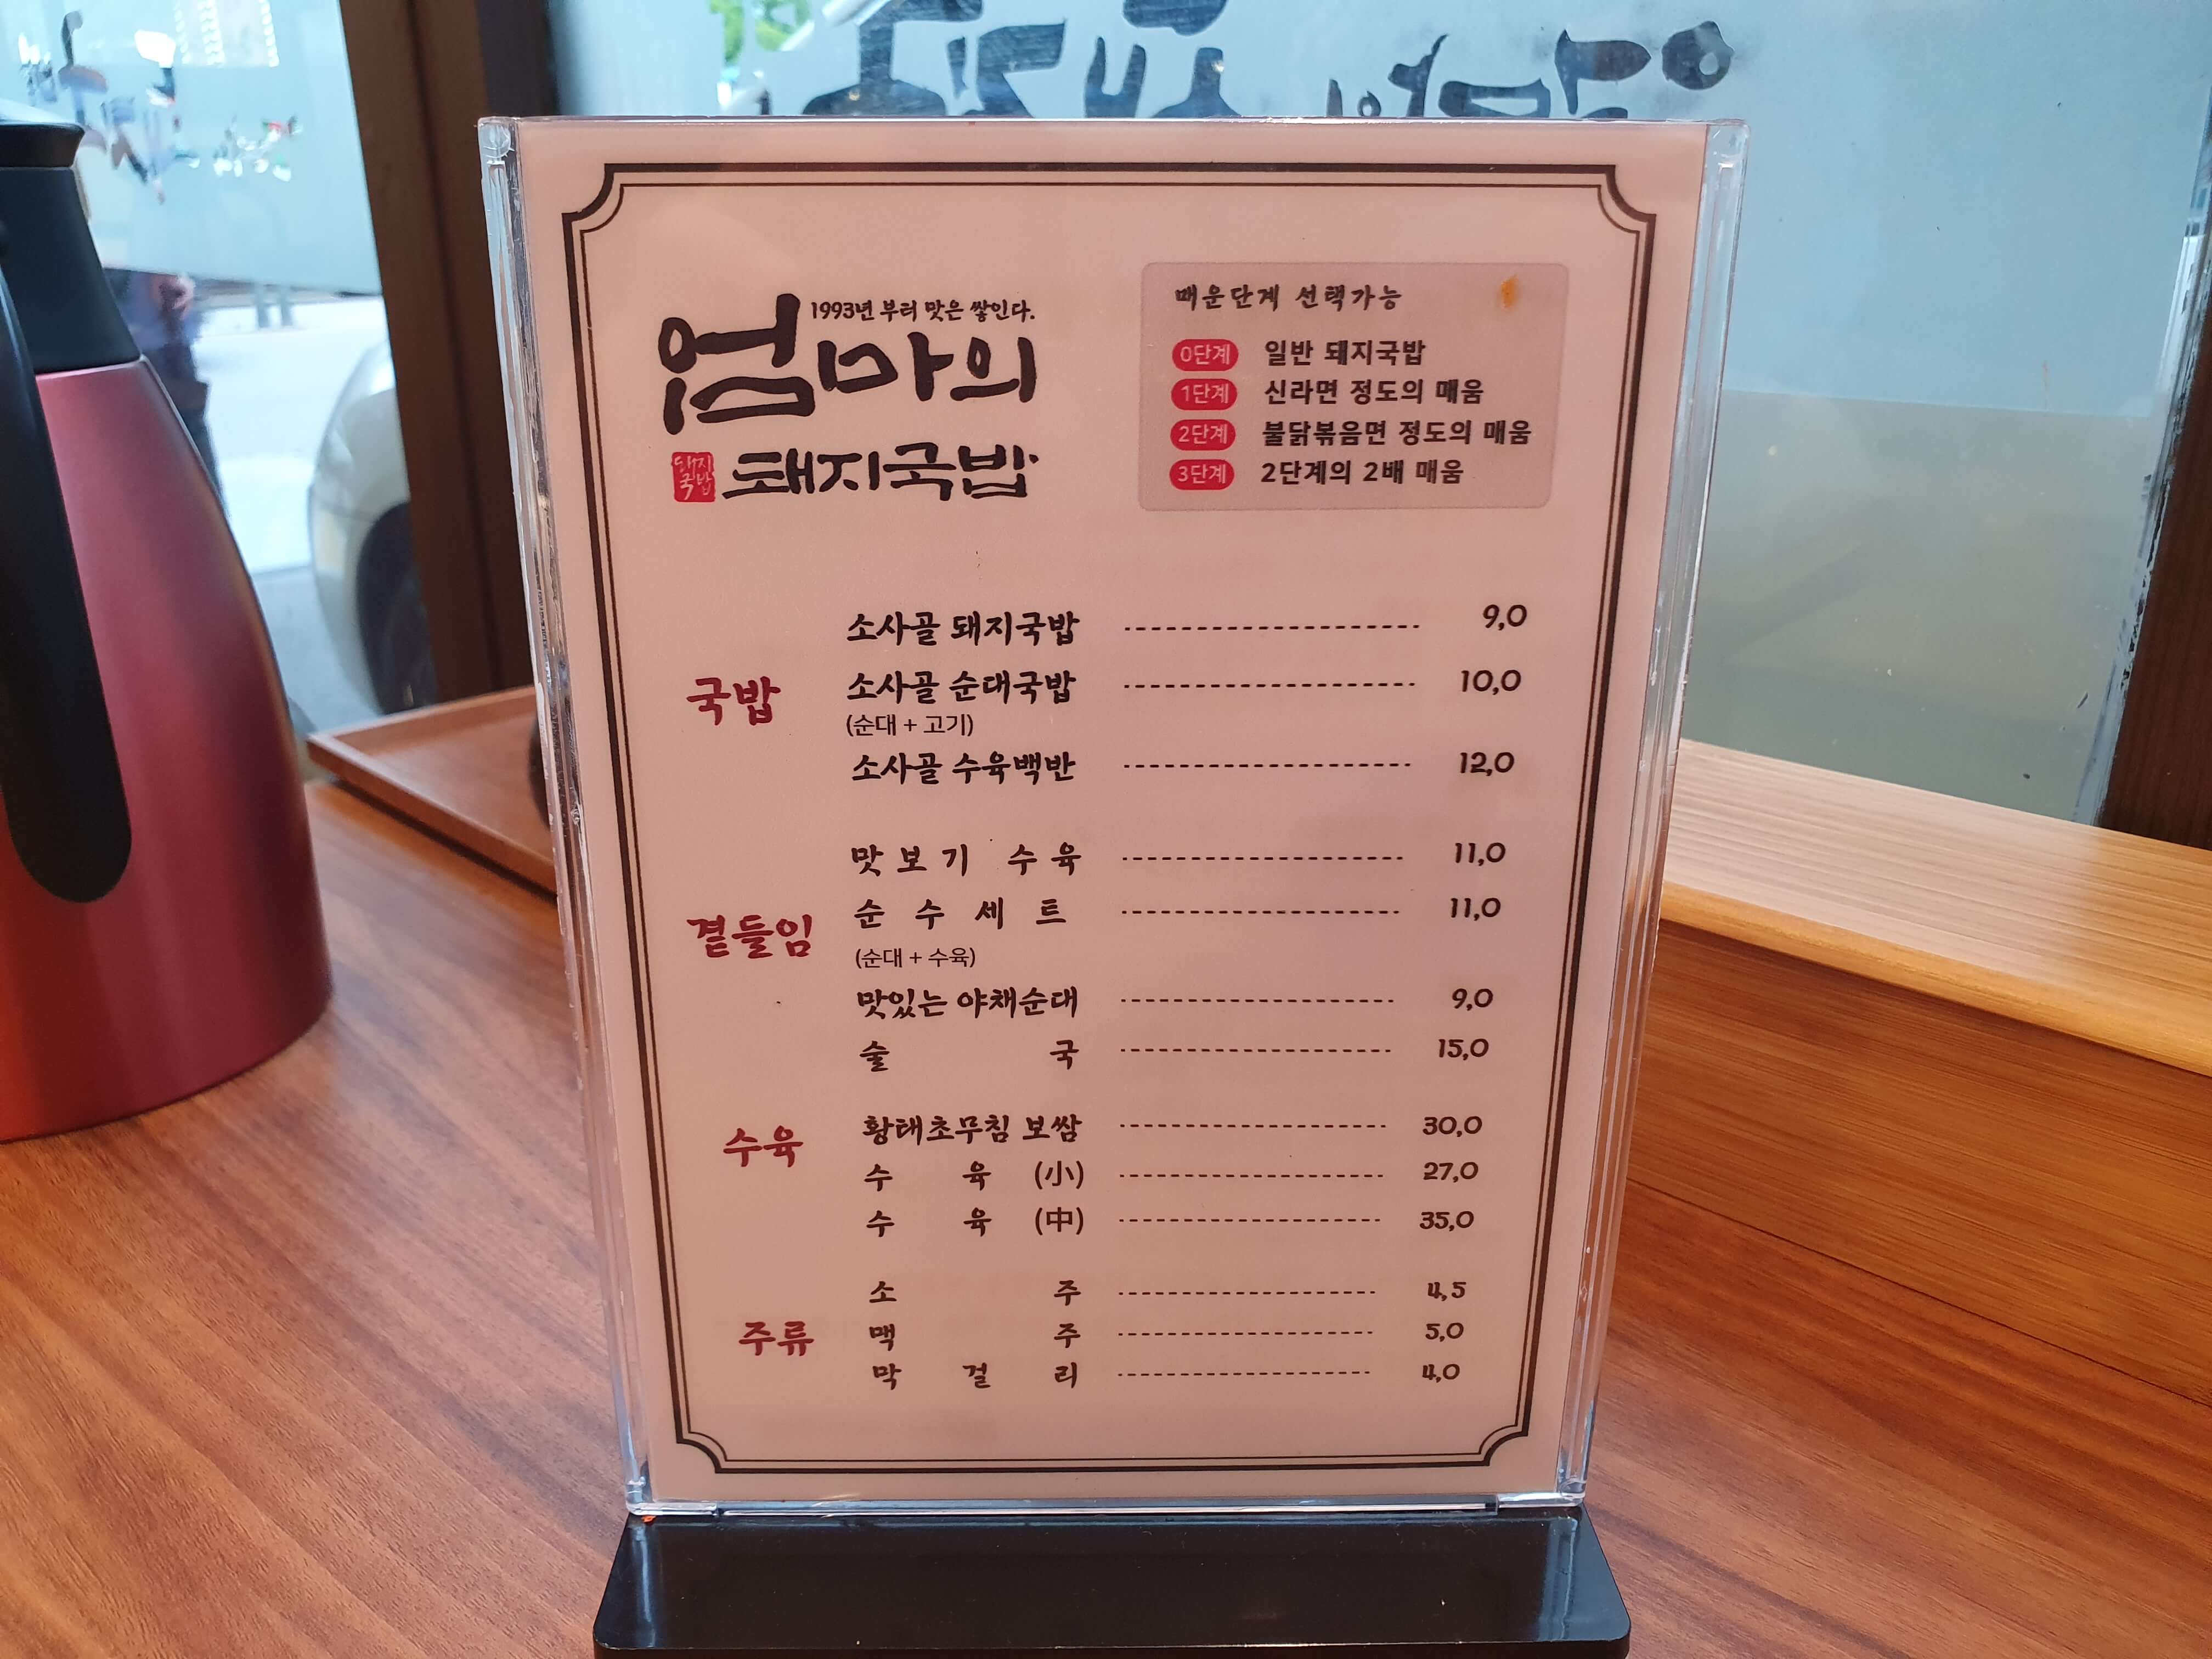 1993년 부터 맛은 쌓인다.
엄마의
돼지국밥
돼지
국밥
매운단계 선택가능
0단계 일반 돼지국밥
1단계 신라면 정도의 매움
2단계 불닭볶음면 정도의 매움
3단계 2단계의 2배 매움
국밥
소사골 돼지국밥 9,0
소사골 순대국밥 10,0
(순대 + 고기)
소사골 수육백반 12,0
곁들임
맛보기 수육 11,0
순수세트 11,0
(순대 + 수육)
맛있는 야채순대 9,0
술국 15,0
수육
황태초무침 보쌈 30,0
수육 (小) 27,0
수육 (中) 35,0
주류
소주 4,5
맥주 5,0
막걸리 4,0